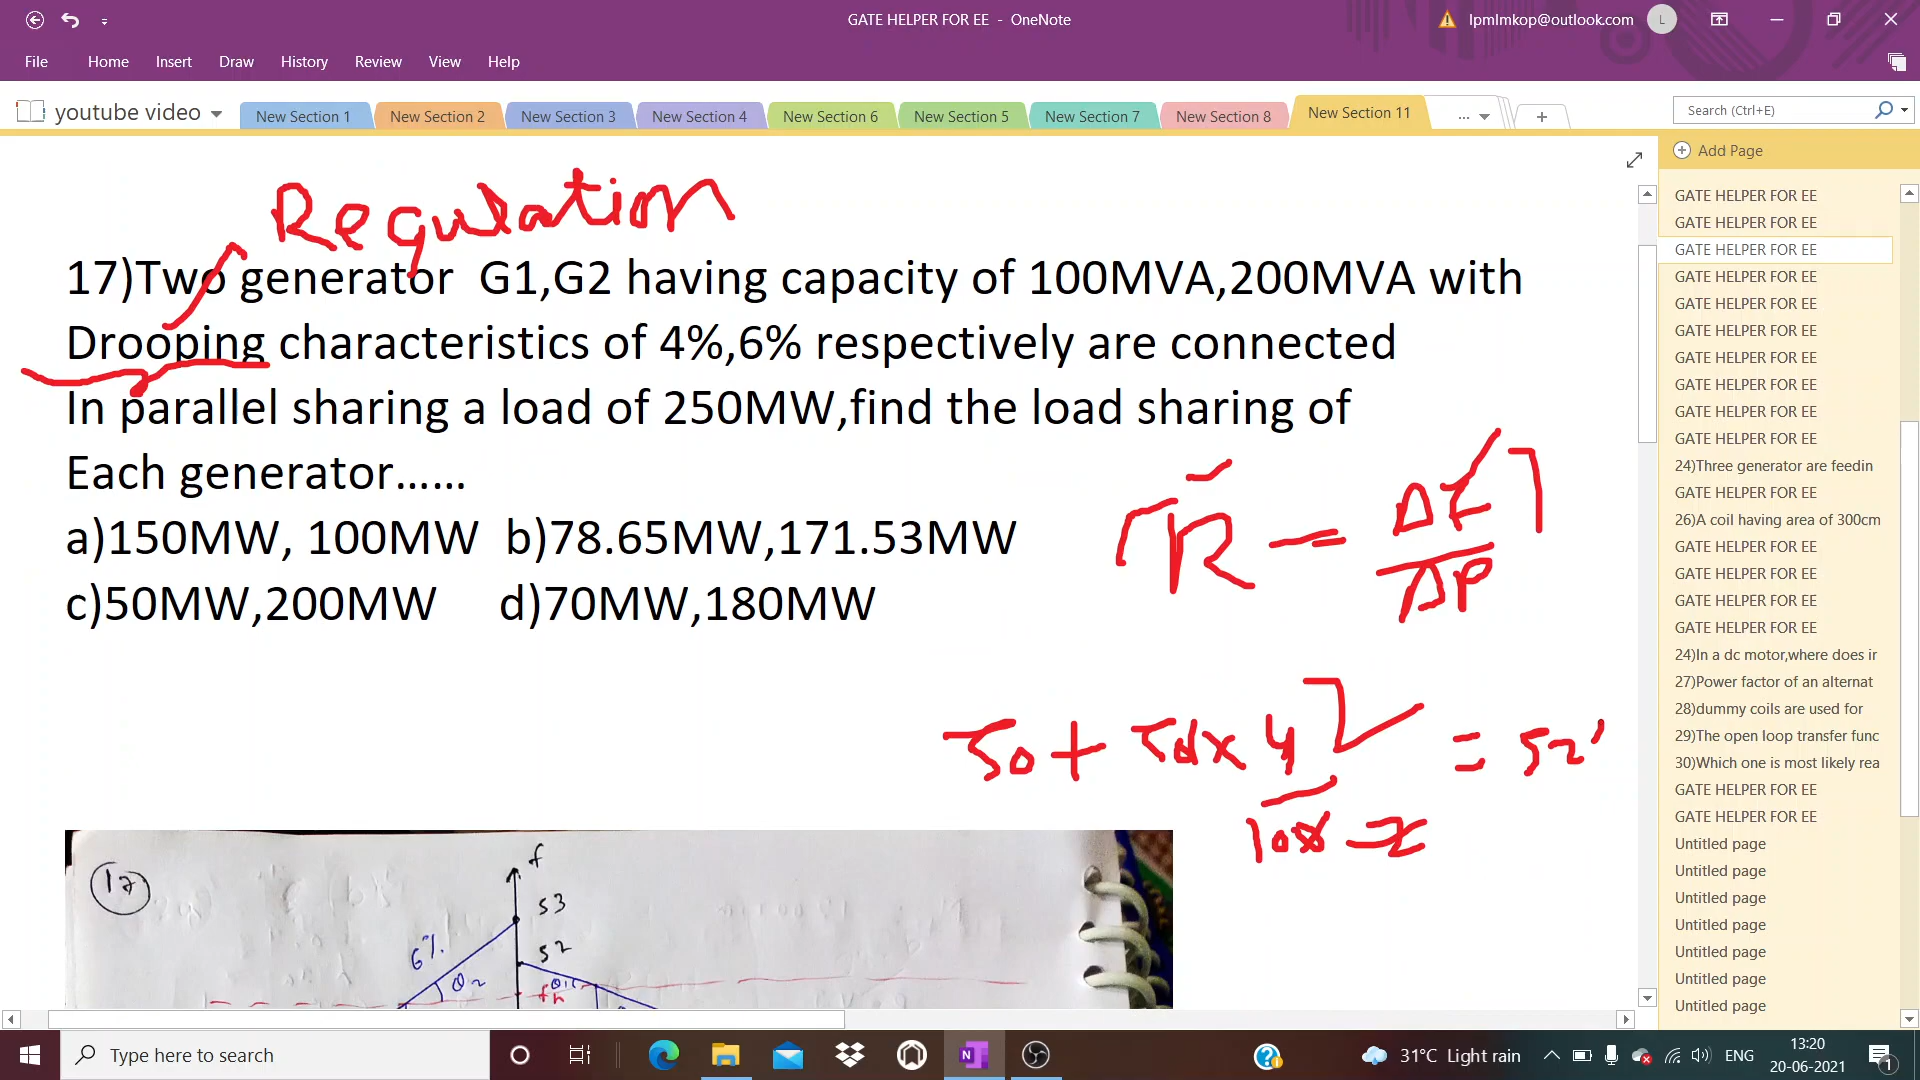 GATE HELPER FOR EE - OneNote
lpmlmkop@outlook.com
L
File Home Insert Draw History Review View Help
youtube video
New Section 1
New Section 2
New Section 3
New Section 4
New Section 6
New Section 5
New Section 7
New Section 8
New Section 11
...
Search (Ctrl+E)
Regulation
17)Two generator G1,G2 having capacity of 100MVA,200MVA with
Drooping characteristics of 4%,6% respectively are connected
In parallel sharing a load of 250MW,find the load sharing of
Each generator......
a)150MW, 100MW b)78.65MW,171.53MW
c)50MW,200MW d)70MW,180MW
R = Δf
ΔP
50 + 50 x 4 = 52
100
17
f
53
6%
52
θ2
θ1
Add Page
GATE HELPER FOR EE
GATE HELPER FOR EE
GATE HELPER FOR EE
GATE HELPER FOR EE
GATE HELPER FOR EE
GATE HELPER FOR EE
GATE HELPER FOR EE
GATE HELPER FOR EE
GATE HELPER FOR EE
GATE HELPER FOR EE
24)Three generator are feedin
GATE HELPER FOR EE
26)A coil having area of 300cm
GATE HELPER FOR EE
GATE HELPER FOR EE
GATE HELPER FOR EE
GATE HELPER FOR EE
24)In a dc motor,where does ir
27)Power factor of an alternat
28)dummy coils are used for
29)The open loop transfer func
30)Which one is most likely rea
GATE HELPER FOR EE
GATE HELPER FOR EE
Untitled page
Untitled page
Untitled page
Untitled page
Untitled page
Untitled page
Untitled page
Type here to search
31°C Light rain
ENG
13:20
20-06-2021
1